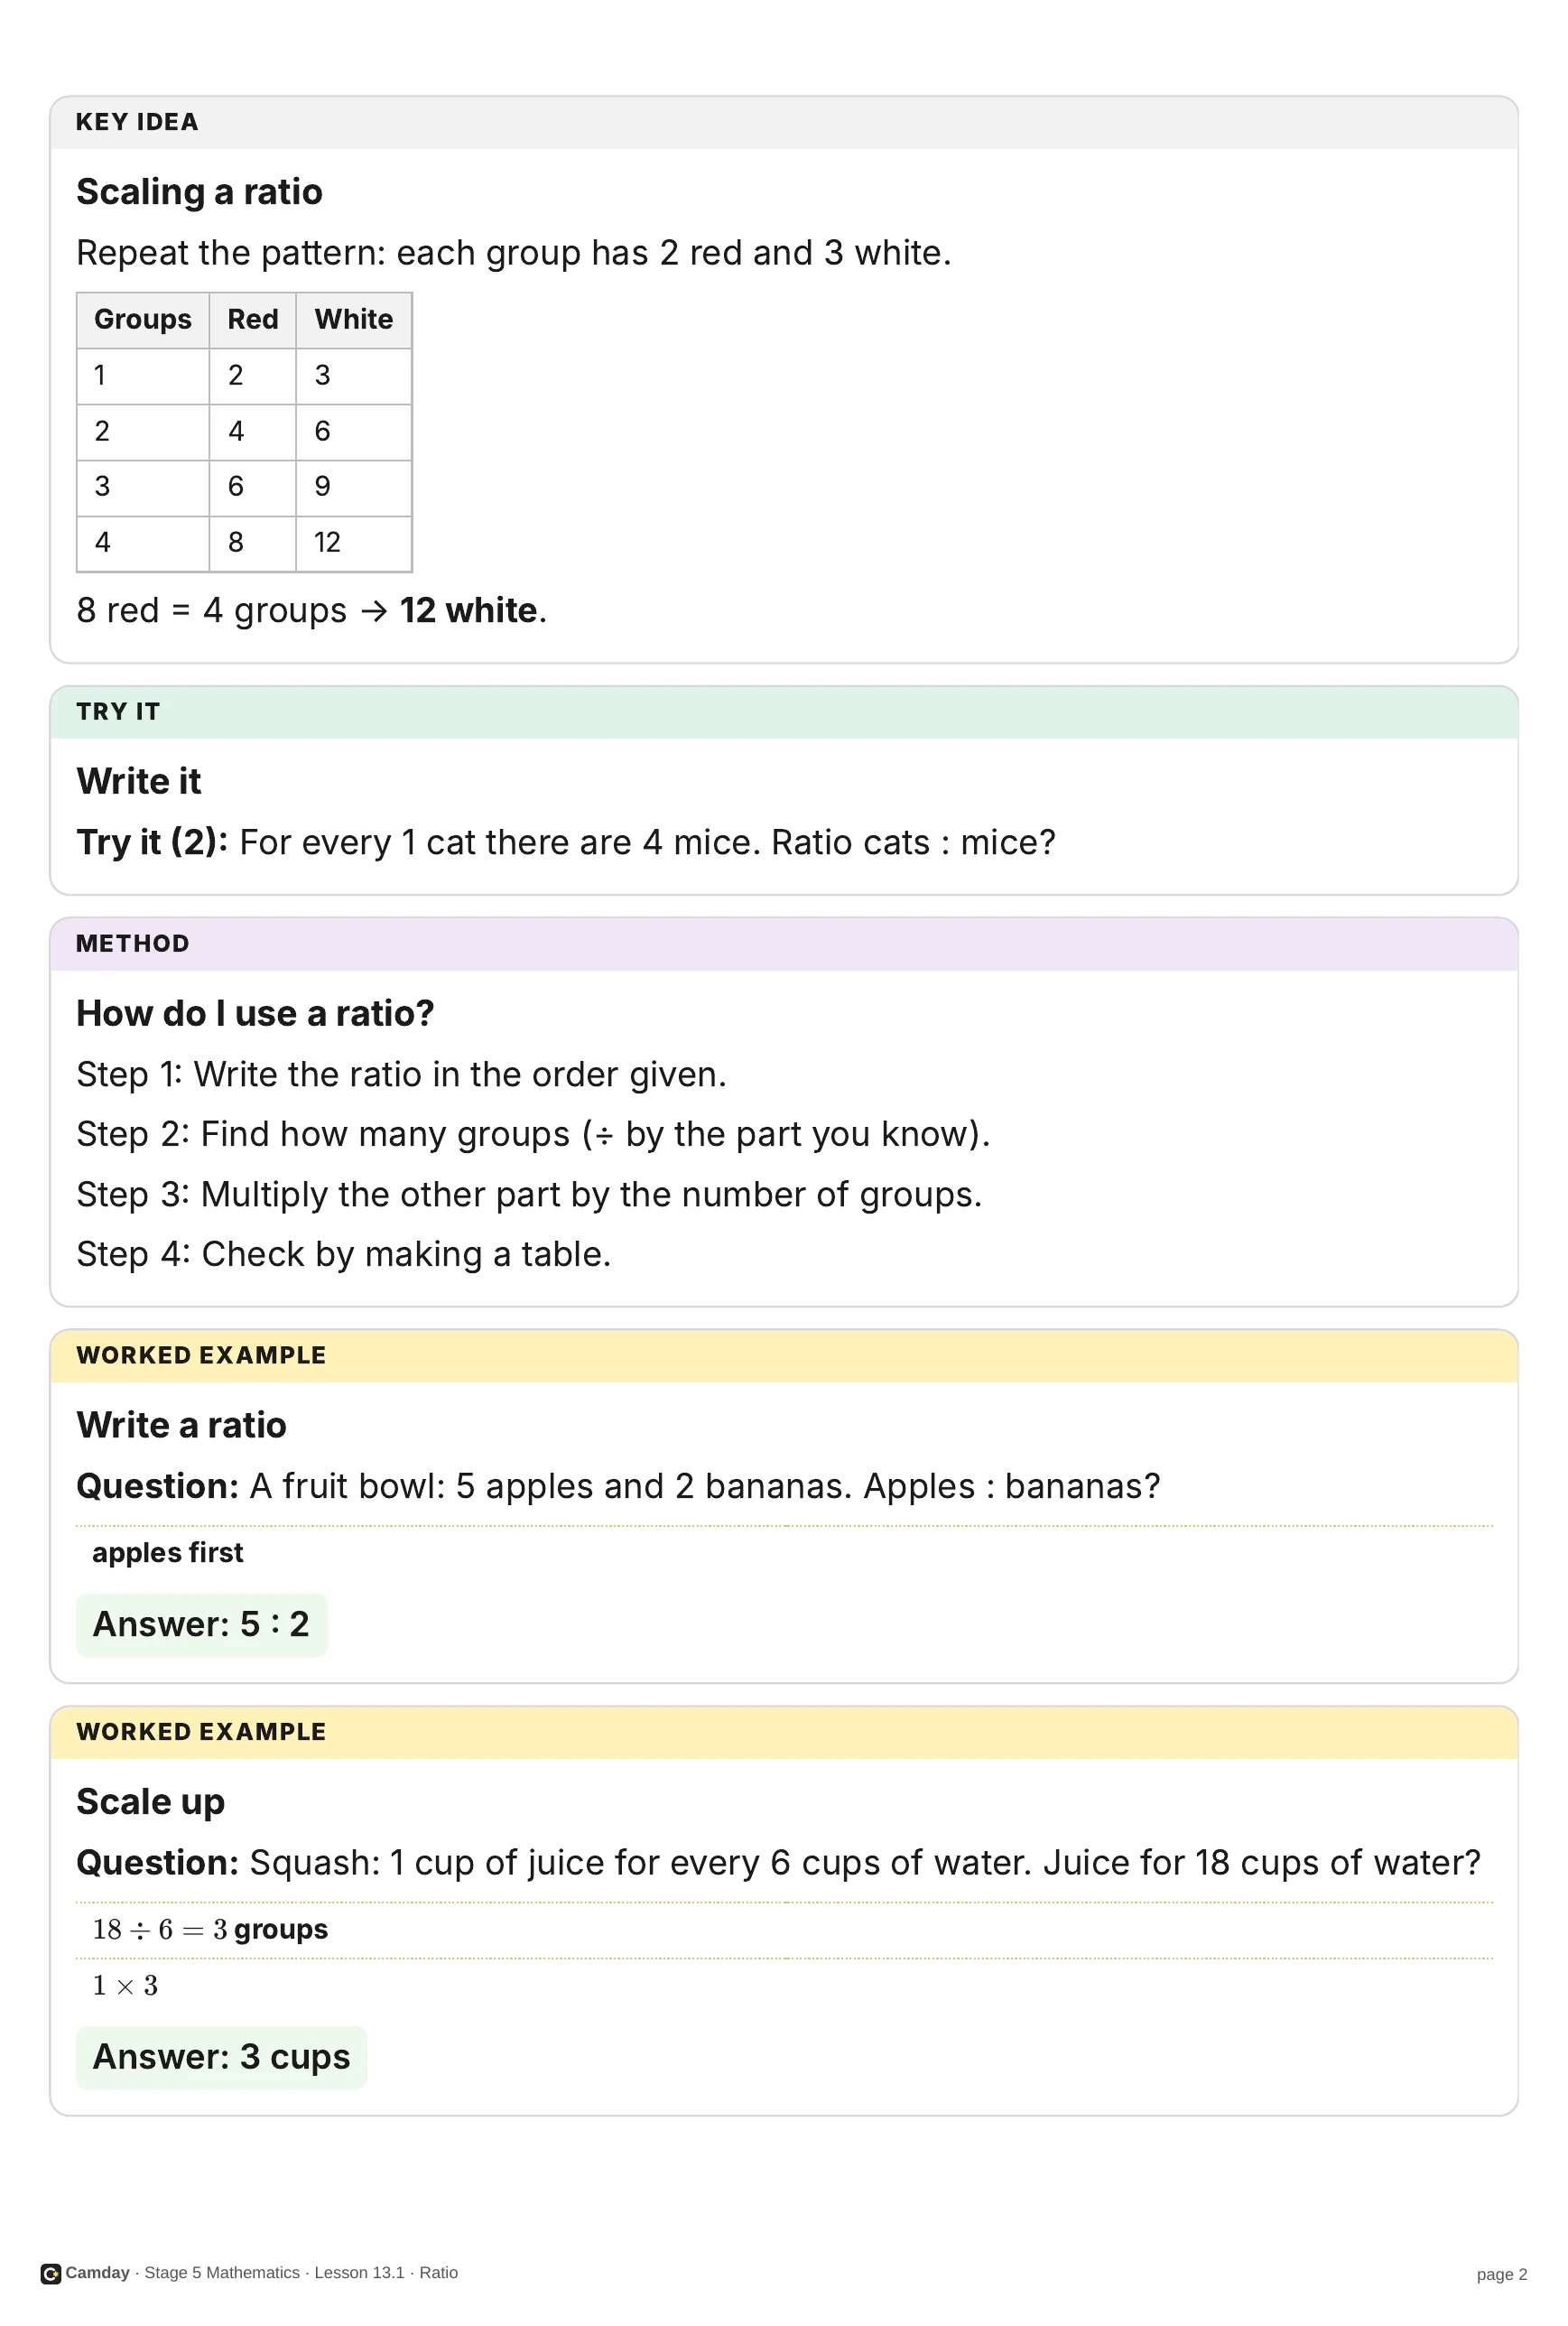 KEY IDEA
Scaling a ratio
Repeat the pattern: each group has 2 red and 3 white.
Groups Red White
1 2 3
2 4 6
3 6 9
4 8 12
8 red = 4 groups → 12 white.
TRY IT
Write it
Try it (2): For every 1 cat there are 4 mice. Ratio cats : mice?
METHOD
How do I use a ratio?
Step 1: Write the ratio in the order given.
Step 2: Find how many groups (÷ by the part you know).
Step 3: Multiply the other part by the number of groups.
Step 4: Check by making a table.
WORKED EXAMPLE
Write a ratio
Question: A fruit bowl: 5 apples and 2 bananas. Apples : bananas?
apples first
Answer: 5 : 2
WORKED EXAMPLE
Scale up
Question: Squash: 1 cup of juice for every 6 cups of water. Juice for 18 cups of water?
18 ÷ 6 = 3 groups
1 × 3
Answer: 3 cups
Camday · Stage 5 Mathematics · Lesson 13.1 · Ratio
page 2